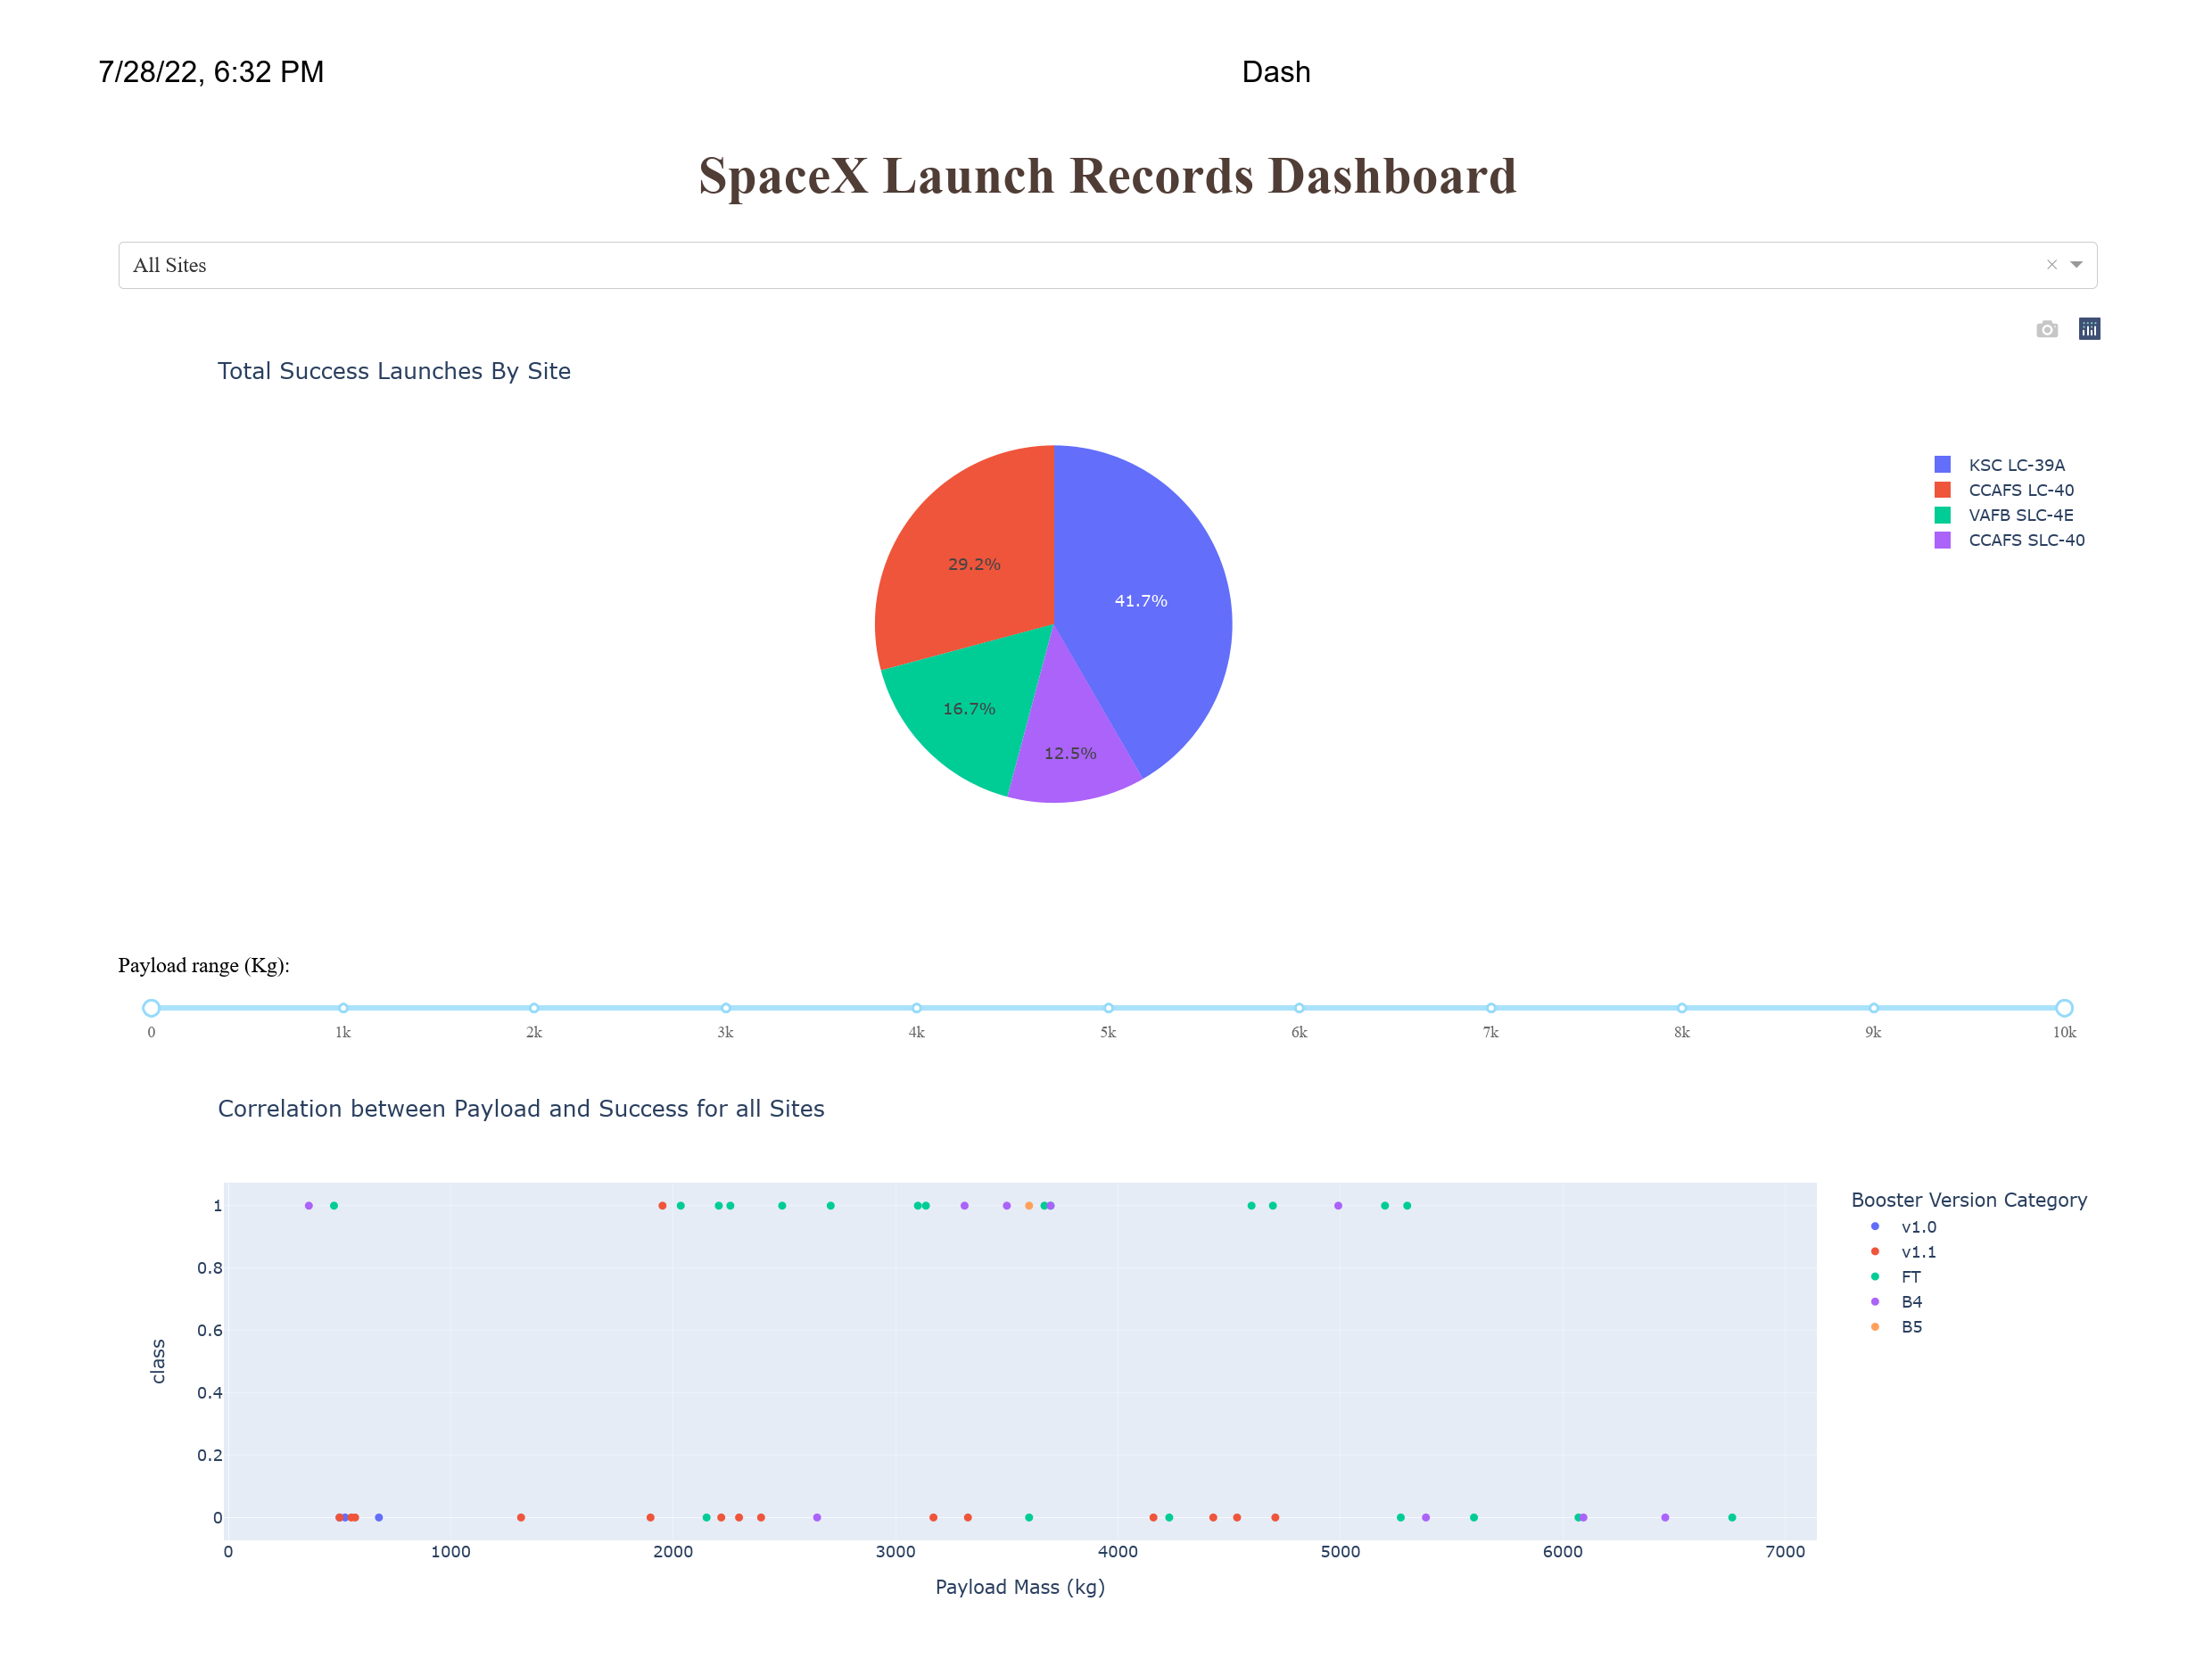 7/28/22, 6:32 PM Dash
SpaceX Launch Records Dashboard
All Sites
Total Success Launches By Site
KSC LC-39A
CCAFS LC-40
VAFB SLC-4E
CCAFS SLC-40
29.2%
41.7%
16.7%
12.5%
Payload range (Kg):
0 1k 2k 3k 4k 5k 6k 7k 8k 9k 10k
Correlation between Payload and Success for all Sites
Booster Version Category
v1.0
v1.1
FT
B4
B5
1
0.8
0.6
0.4
0.2
0
class
0 1000 2000 3000 4000 5000 6000 7000
Payload Mass (kg)